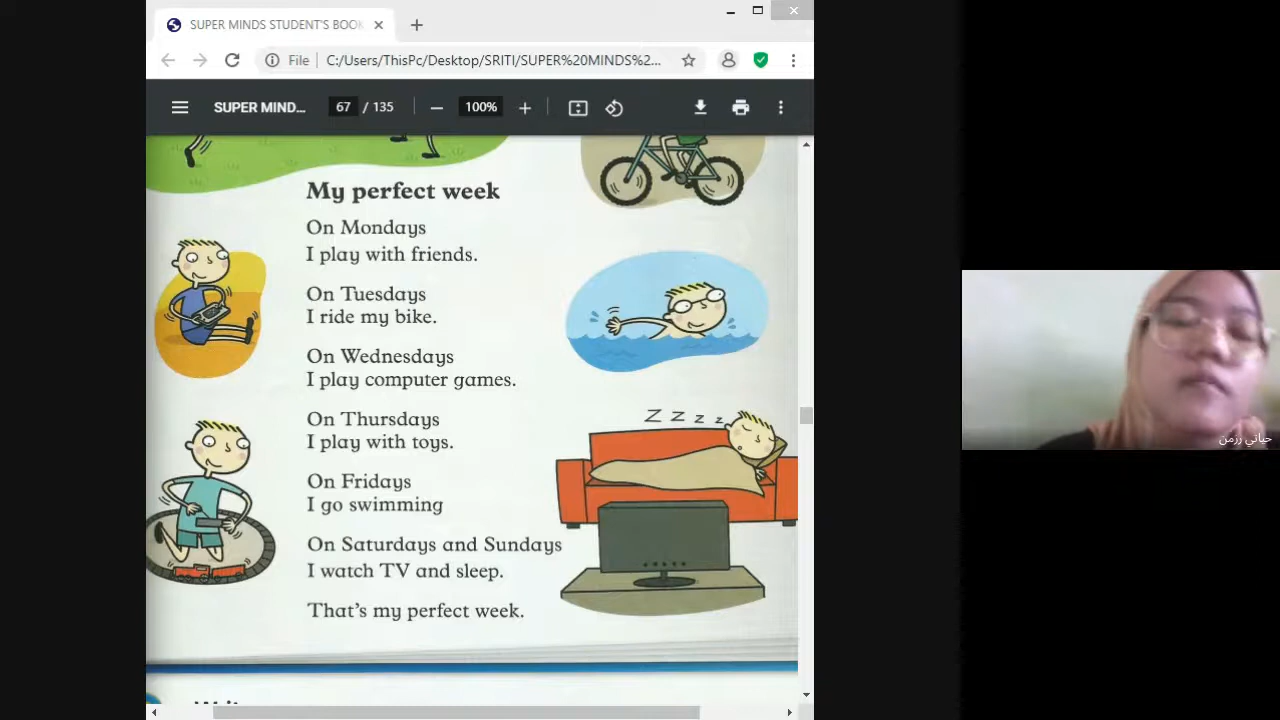 SUPER MINDS STUDENT'S BOOK
File C:/Users/ThisPc/Desktop/SRITI/SUPER%20MINDS%2...
SUPER MIND... 67 / 135 100%
My perfect week
On Mondays
I play with friends.
On Tuesdays
I ride my bike.
On Wednesdays
I play computer games.
On Thursdays
I play with toys.
On Fridays
I go swimming
On Saturdays and Sundays
I watch TV and sleep.
That's my perfect week.
Z Z Z z
حياتي رزمن